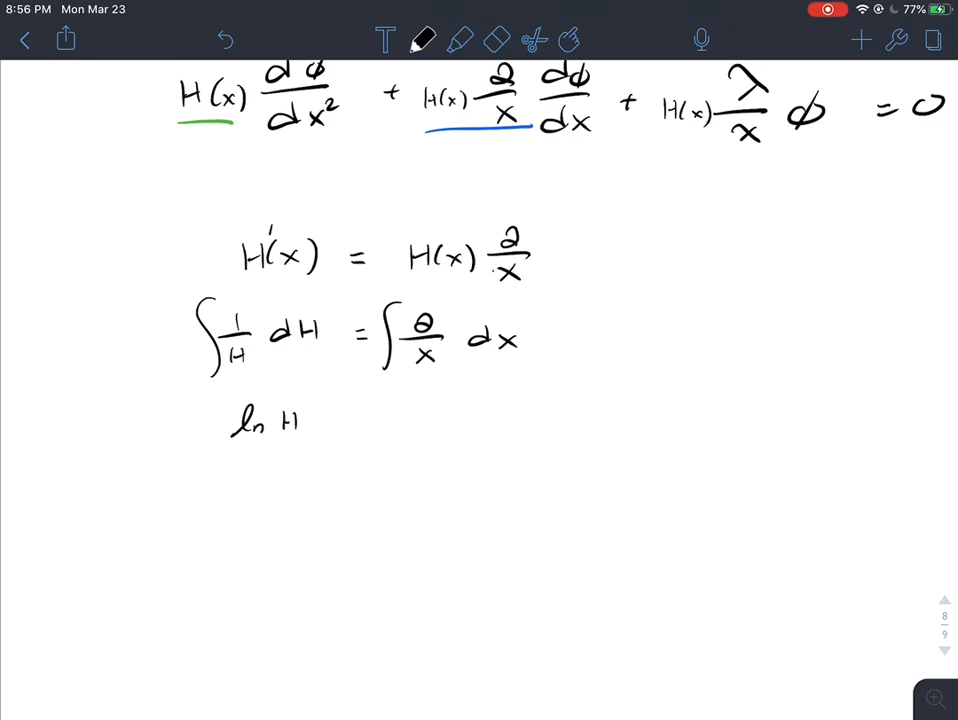 8:56 PM Mon Mar 23 77%
T
H(x) dϕ/dx² + H(x) 2/x dϕ/dx + H(x) λ/x ϕ = 0
H'(x) = H(x) 2/x
∫ 1/H dH = ∫ 2/x dx
ln H
8/9